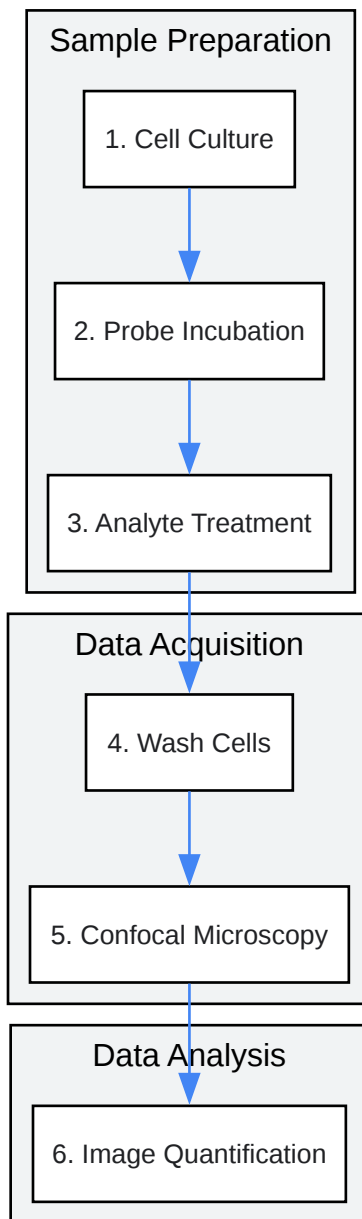 Sample Preparation
1. Cell Culture
2. Probe Incubation
3. Analyte Treatment
Data Acquisition
4. Wash Cells
5. Confocal Microscopy
Data Analysis
6. Image Quantification